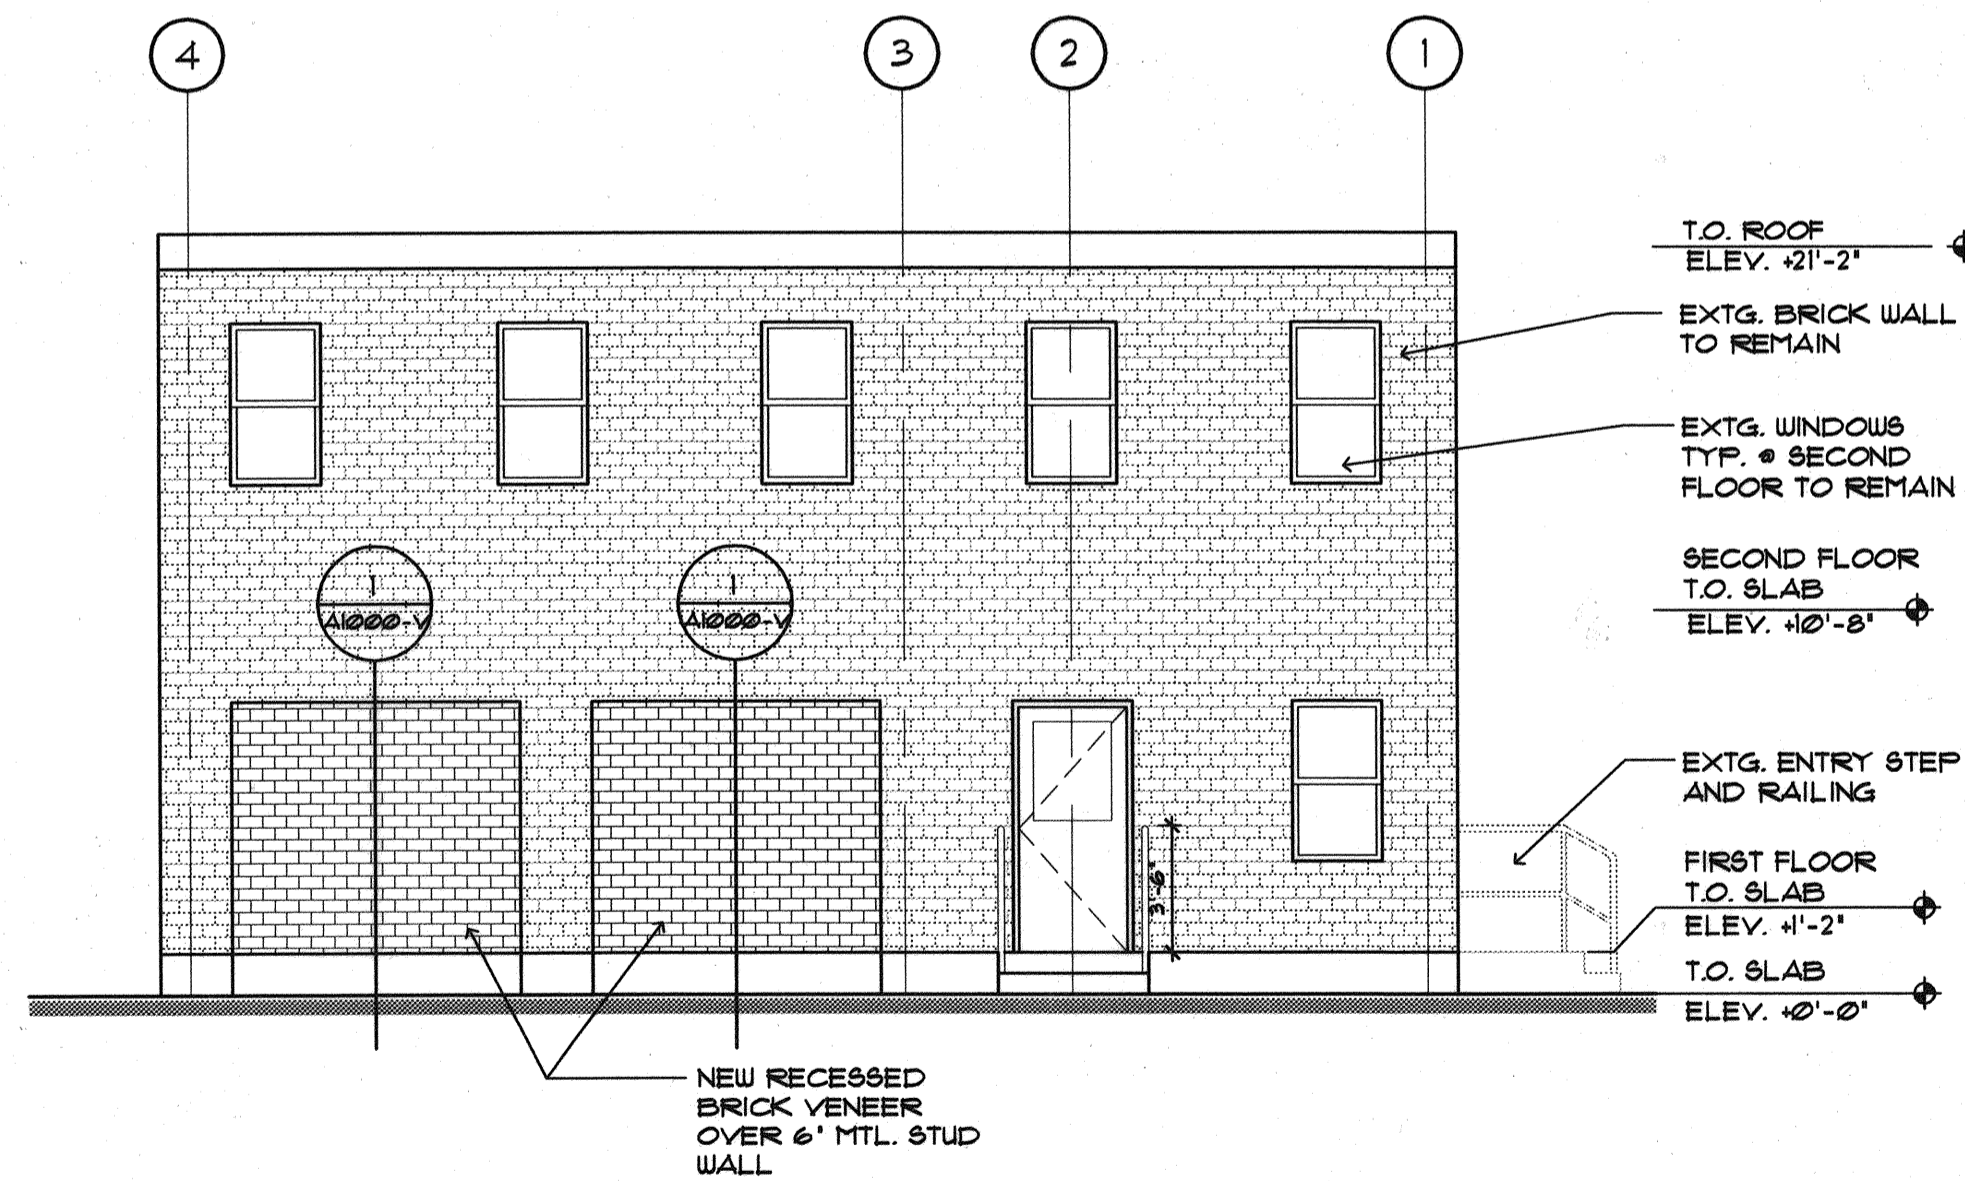 4
3
2
1
T.O. ROOF
ELEV. +21'-2"
EXTG. BRICK WALL
TO REMAIN
EXTG. WINDOWS
TYP. @ SECOND
FLOOR TO REMAIN
SECOND FLOOR
T.O. SLAB
ELEV. +10'-8"
1
A1000-V
1
A1000-V
EXTG. ENTRY STEP
AND RAILING
3'-6"
FIRST FLOOR
T.O. SLAB
ELEV. +1'-2"
T.O. SLAB
ELEV. +0'-0"
NEW RECESSED
BRICK VENEER
OVER 6" MTL. STUD
WALL